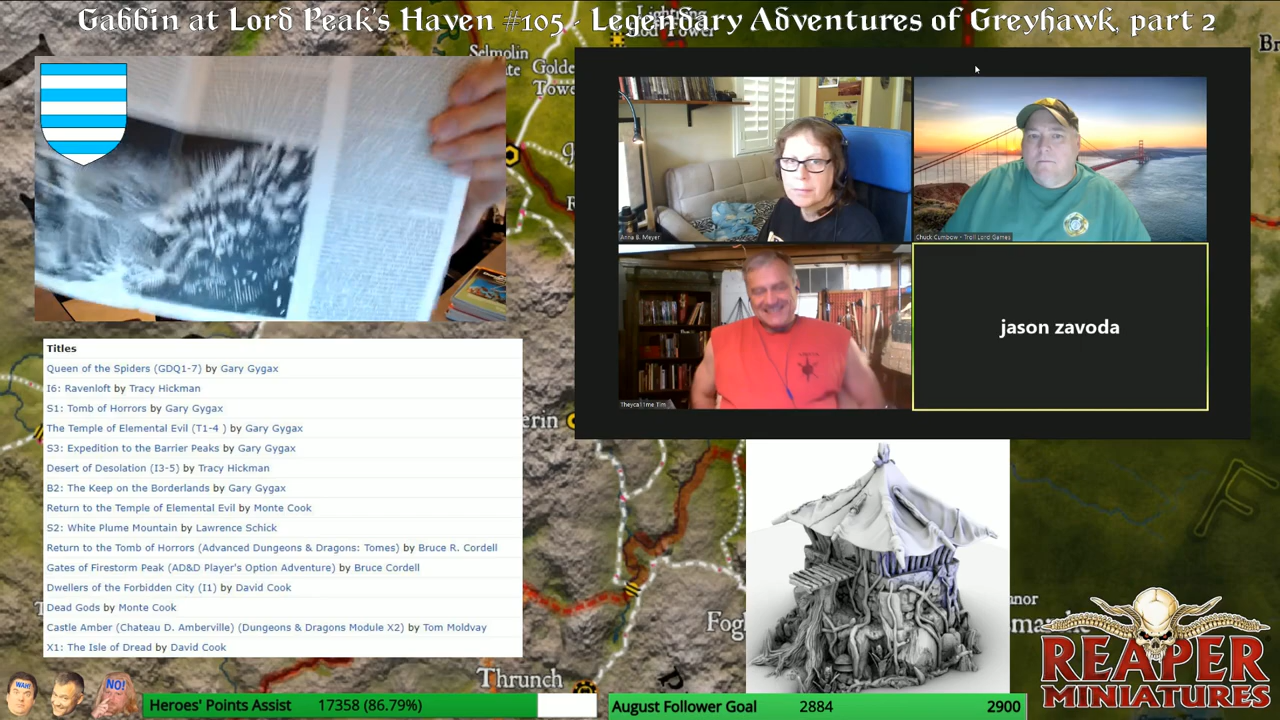 Gabbin at Lord Peak's Haven #105 - Legendary Adventures of Greyhawk, part 2
Selmolin
Golde
Towe
Anna B. Meyer
Chuck Cumbow - Troll Lord Games
Theycallme Tim
jason zavoda
Titles
Queen of the Spiders (GDQ1-7) by Gary Gygax
I6: Ravenloft by Tracy Hickman
S1: Tomb of Horrors by Gary Gygax
The Temple of Elemental Evil (T1-4 ) by Gary Gygax
S3: Expedition to the Barrier Peaks by Gary Gygax
Desert of Desolation (I3-5) by Tracy Hickman
B2: The Keep on the Borderlands by Gary Gygax
Return to the Temple of Elemental Evil by Monte Cook
S2: White Plume Mountain by Lawrence Schick
Return to the Tomb of Horrors (Advanced Dungeons & Dragons: Tomes) by Bruce R. Cordell
Gates of Firestorm Peak (AD&D Player's Option Adventure) by Bruce Cordell
Dwellers of the Forbidden City (I1) by David Cook
Dead Gods by Monte Cook
Castle Amber (Chateau D. Amberville) (Dungeons & Dragons Module X2) by Tom Moldvay
X1: The Isle of Dread by David Cook
erin
Fog
Thrunch
REAPER
MINIATURES
WAH!
NO!
Heroes' Points Assist 17358 (86.79%)
August Follower Goal 2884 2900